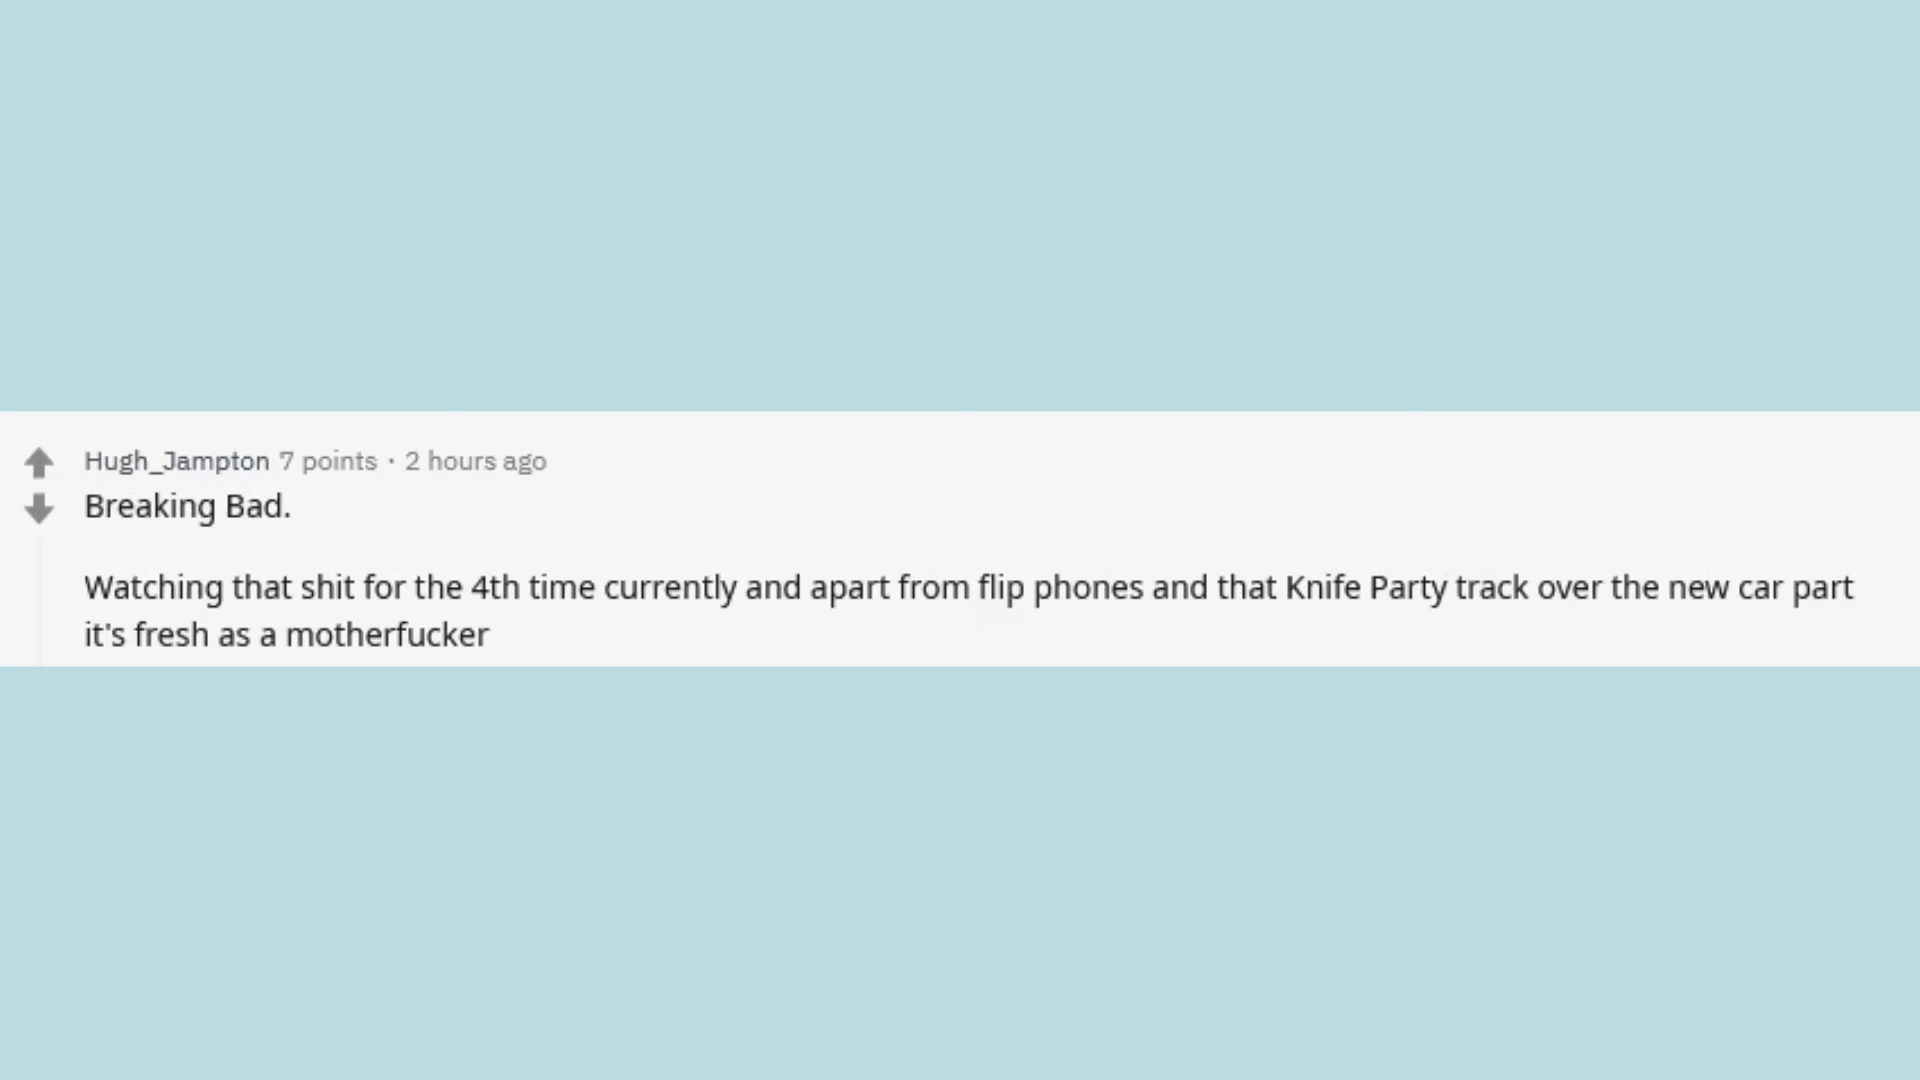 Hugh_Jampton 7 points · 2 hours ago
Breaking Bad.
Watching that shit for the 4th time currently and apart from flip phones and that Knife Party track over the new car part
it's fresh as a motherfucker